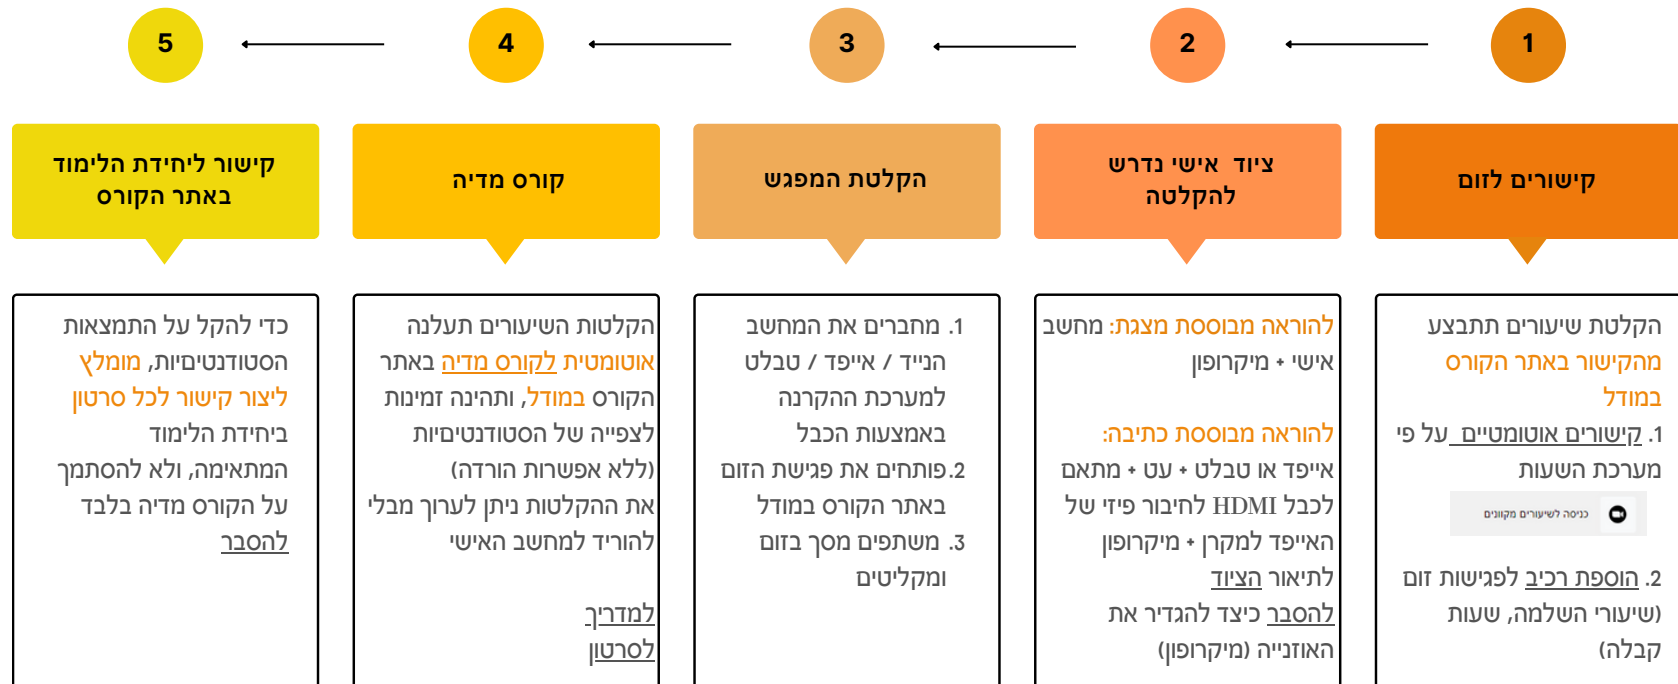 1
2
3
4
5
קישורים לזום
הקלטת שיעורים תתבצע
מהקישור באתר הקורס
במודל
1. קישורים אוטומטיים על פי
מערכת השעות
כניסה לשיעורים מקוונים
2. הוספת רכיב לפגישות זום
(שיעורי השלמה, שעות
קבלה)
ציוד אישי נדרש
להקלטה
להוראה מבוססת מצגת: מחשב
אישי + מיקרופון
להוראה מבוססת כתיבה:
אייפד או טבלט + עט + מתאם
לכבל HDMI לחיבור פיזי של
האייפד למקרן + מיקרופון
לתיאור הציוד
להסבר כיצד להגדיר את
האוזנייה (מיקרופון)
הקלטת המפגש
1. מחברים את המחשב
הנייד / אייפד / טבלט
למערכת ההקרנה
באמצעות הכבל
2. פותחים את פגישת הזום
באתר הקורס במודל
3. משתפים מסך בזום
ומקליטים
קורס מדיה
הקלטות השיעורים תעלנה
אוטומטית לקורס מדיה באתר
הקורס במודל, ותהינה זמינות
לצפייה של הסטודנטים־יות
(ללא אפשרות הורדה)
את ההקלטות ניתן לערוך מבלי
להוריד למחשב האישי
למדריך
לסרטון
קישור ליחידת הלימוד
באתר הקורס
כדי להקל על התמצאות
הסטודנטים־יות, מומלץ
ליצור קישור לכל סרטון
ביחידת הלימוד
המתאימה, ולא להסתמך
על הקורס מדיה בלבד
להסבר